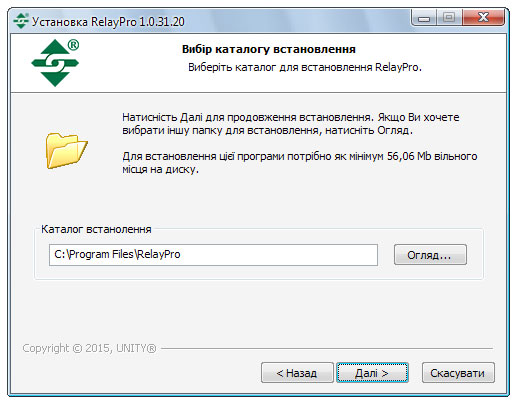 Установка RelayPro 1.0.31.20
Вибір каталогу встановлення
Виберіть каталог для встановлення RelayPro.
Натисність Далі для продовження встановлення. Якщо Ви хочете
вибрати іншу папку для встановлення, натисніть Огляд.
Для встановлення цієї програми потрібно як мінімум 56,06 Mb вільного
місця на диску.
Каталог встанолення
C:\Program Files\RelayPro
Огляд...
Copyright © 2015, UNITY®
< Назад
Далі >
Скасувати